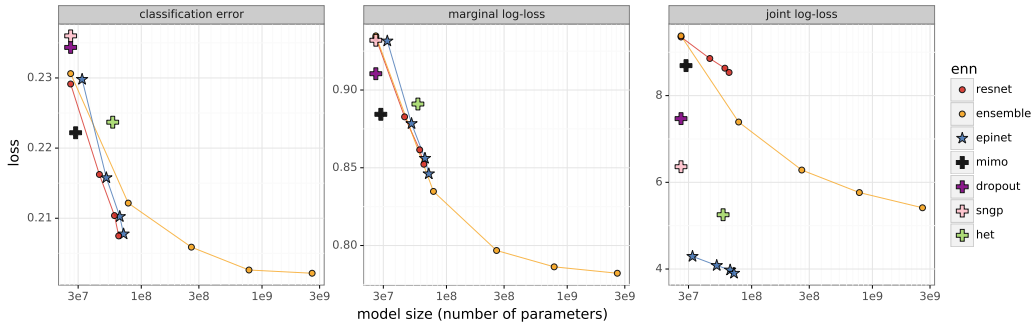 classification error
marginal log-loss
joint log-loss
loss
0.23
0.22
0.21
0.90
0.85
0.80
8
6
4
3e7 1e8 3e8 1e9 3e9
3e7 1e8 3e8 1e9 3e9
3e7 1e8 3e8 1e9 3e9
model size (number of parameters)
enn
resnet
ensemble
epinet
mimo
dropout
sngp
het